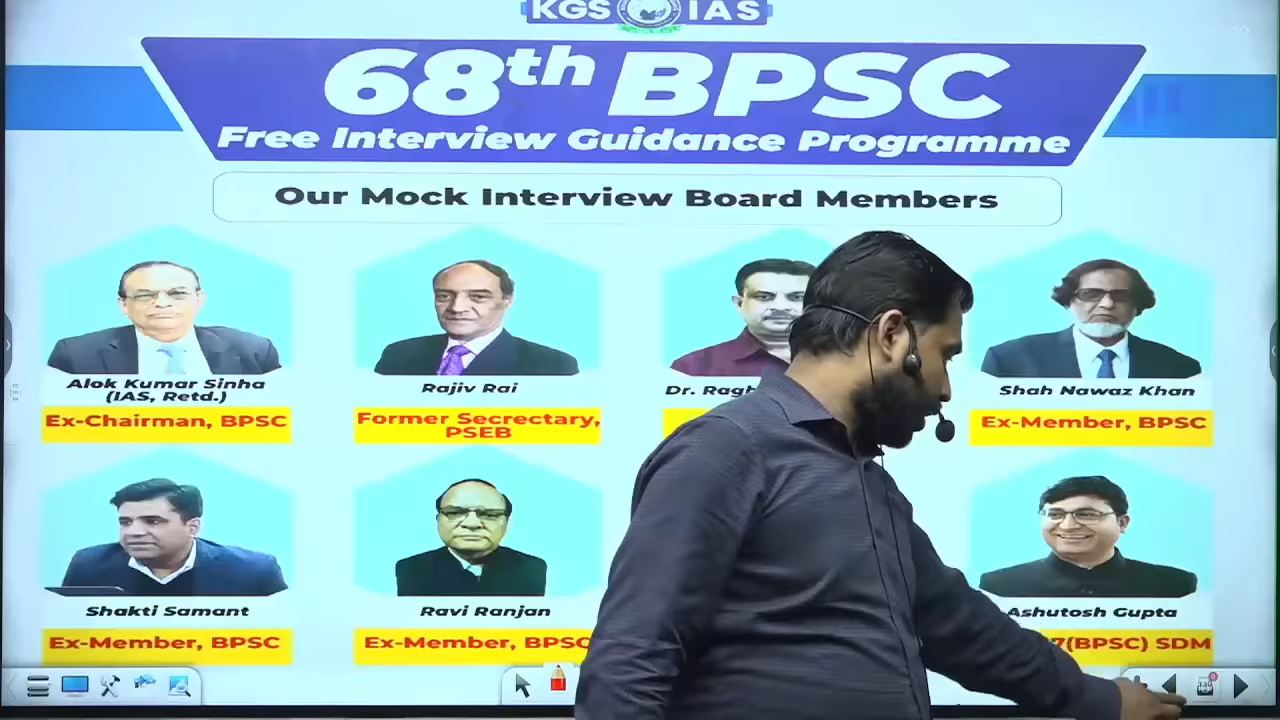 KGS IAS
68th BPSC
Free Interview Guidance Programme
Our Mock Interview Board Members
Alok Kumar Sinha
(IAS, Retd.)
Ex-Chairman, BPSC
Rajiv Rai
Former Secrectary,
PSEB
Dr.
Shah Nawaz Khan
Ex-Member, BPSC
Shakti Samant
Ex-Member, BPSC
Ravi Ranjan
Ex-Member, BPSC
Ashutosh Gupta
(BPSC) SDM